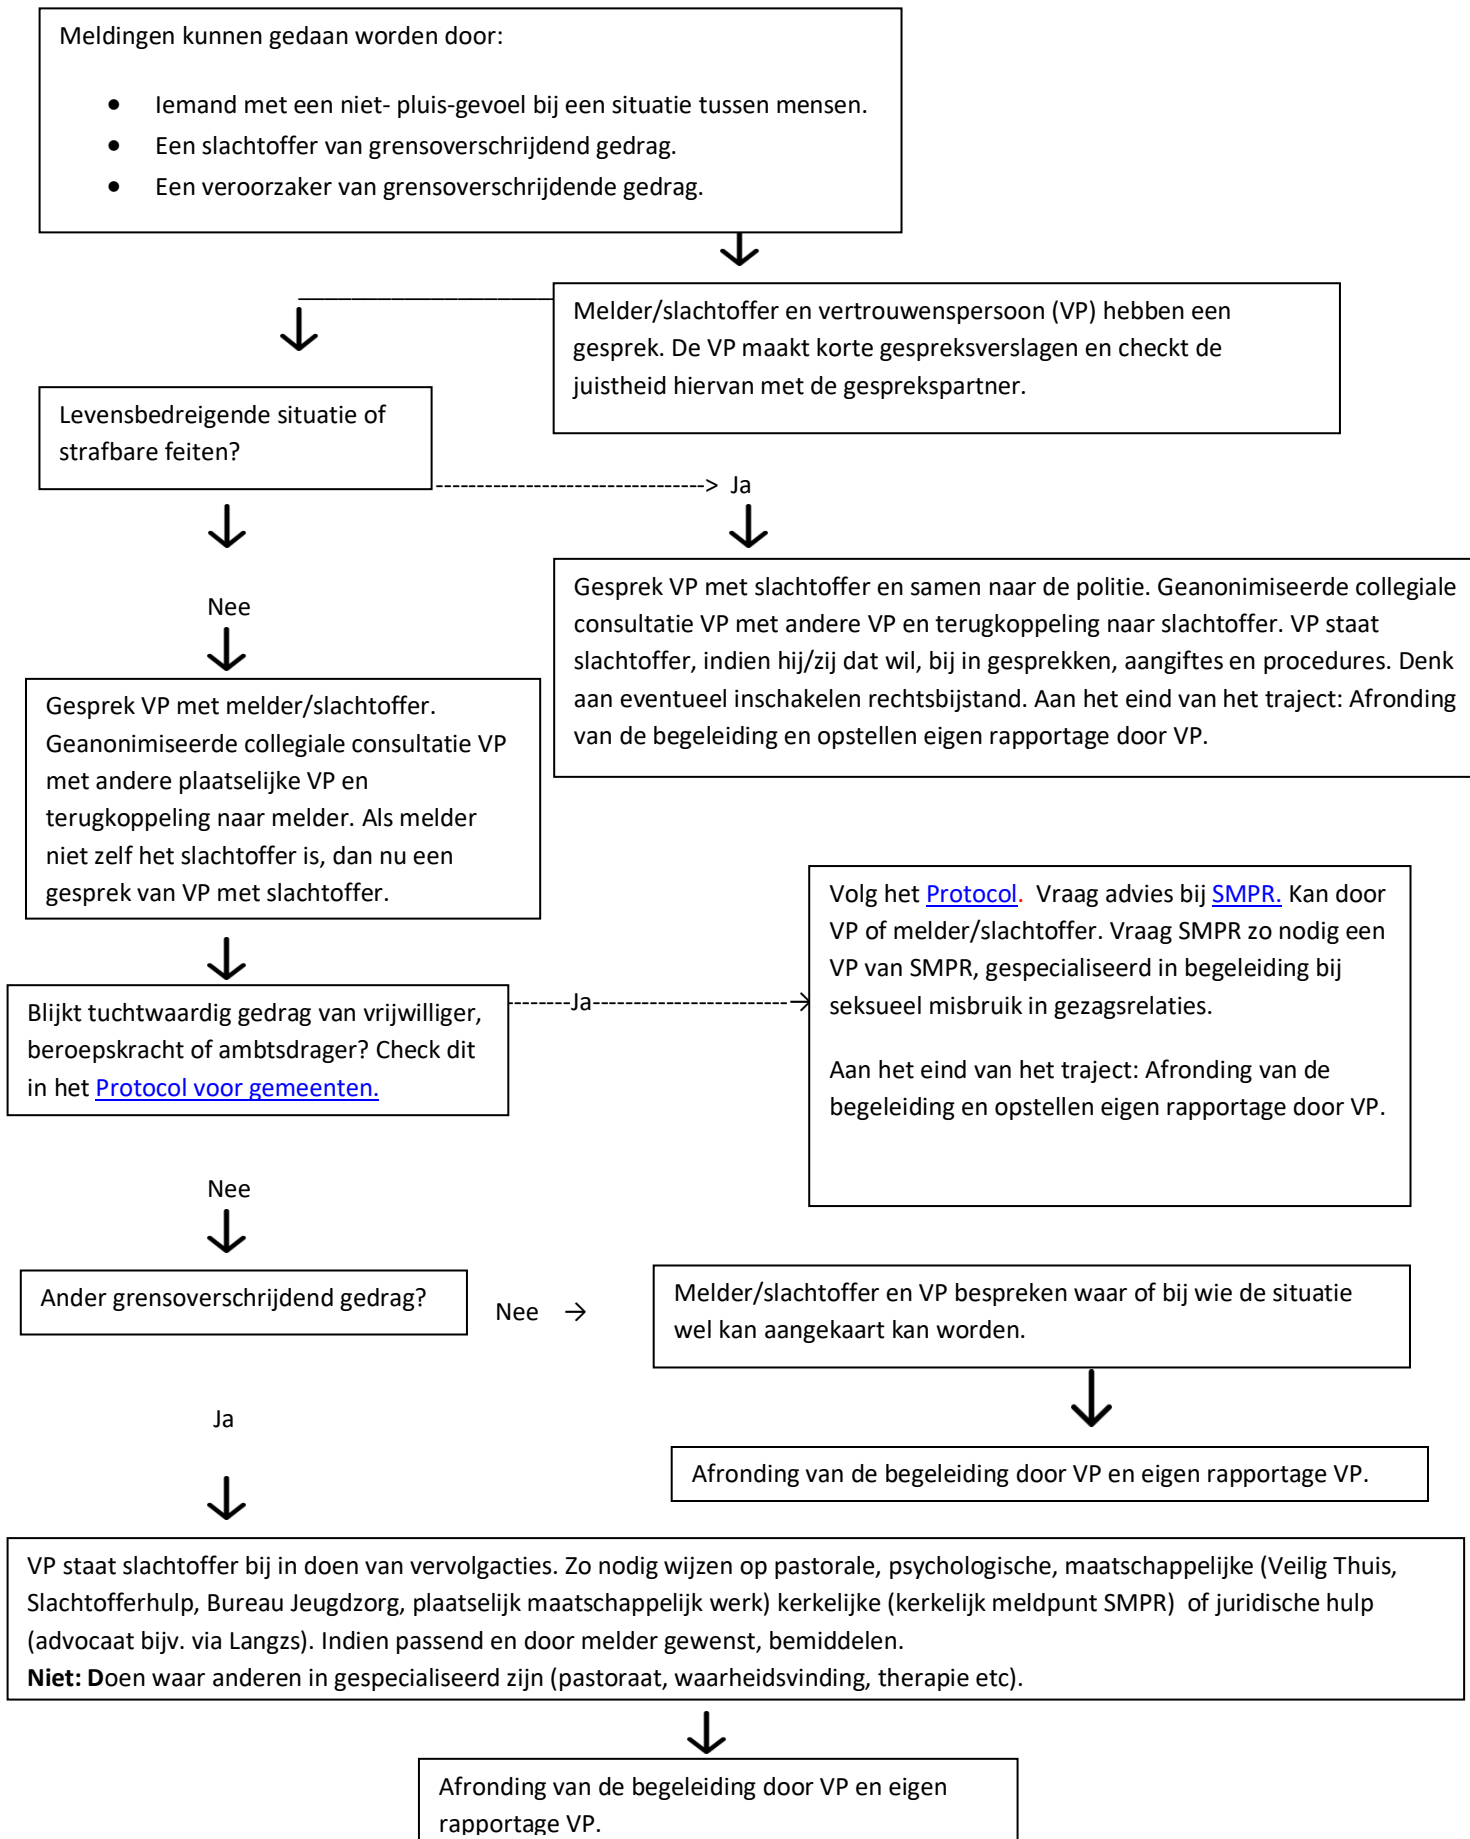 Meldingen kunnen gedaan worden door:
• Iemand met een niet- pluis-gevoel bij een situatie tussen mensen.
• Een slachtoffer van grensoverschrijdend gedrag.
• Een veroorzaker van grensoverschrijdende gedrag.
Melder/slachtoffer en vertrouwenspersoon (VP) hebben een
gesprek. De VP maakt korte gespreksverslagen en checkt de
juistheid hiervan met de gesprekspartner.
Levensbedreigende situatie of
strafbare feiten?
---------------------------------> Ja
Gesprek VP met slachtoffer en samen naar de politie. Geanonimiseerde collegiale
consultatie VP met andere VP en terugkoppeling naar slachtoffer. VP staat
slachtoffer, indien hij/zij dat wil, bij in gesprekken, aangiftes en procedures. Denk
aan eventueel inschakelen rechtsbijstand. Aan het eind van het traject: Afronding
van de begeleiding en opstellen eigen rapportage door VP.
Nee
Gesprek VP met melder/slachtoffer.
Geanonimiseerde collegiale consultatie VP
met andere plaatselijke VP en
terugkoppeling naar melder. Als melder
niet zelf het slachtoffer is, dan nu een
gesprek van VP met slachtoffer.
Blijkt tuchtwaardig gedrag van vrijwilliger,
beroepskracht of ambtsdrager? Check dit
in het Protocol voor gemeenten.
-------Ja------------------------→
Volg het Protocol. Vraag advies bij SMPR. Kan door
VP of melder/slachtoffer. Vraag SMPR zo nodig een
VP van SMPR, gespecialiseerd in begeleiding bij
seksueel misbruik in gezagsrelaties.
Aan het eind van het traject: Afronding van de
begeleiding en opstellen eigen rapportage door VP.
Nee
Ander grensoverschrijdend gedrag?
Nee →
Melder/slachtoffer en VP bespreken waar of bij wie de situatie
wel kan aangekaart kan worden.
Afronding van de begeleiding door VP en eigen rapportage VP.
Ja
VP staat slachtoffer bij in doen van vervolgacties. Zo nodig wijzen op pastorale, psychologische, maatschappelijke (Veilig Thuis,
Slachtofferhulp, Bureau Jeugdzorg, plaatselijk maatschappelijk werk) kerkelijke (kerkelijk meldpunt SMPR) of juridische hulp
(advocaat bijv. via Langzs). Indien passend en door melder gewenst, bemiddelen.
Niet: Doen waar anderen in gespecialiseerd zijn (pastoraat, waarheidsvinding, therapie etc).
Afronding van de begeleiding door VP en eigen
rapportage VP.